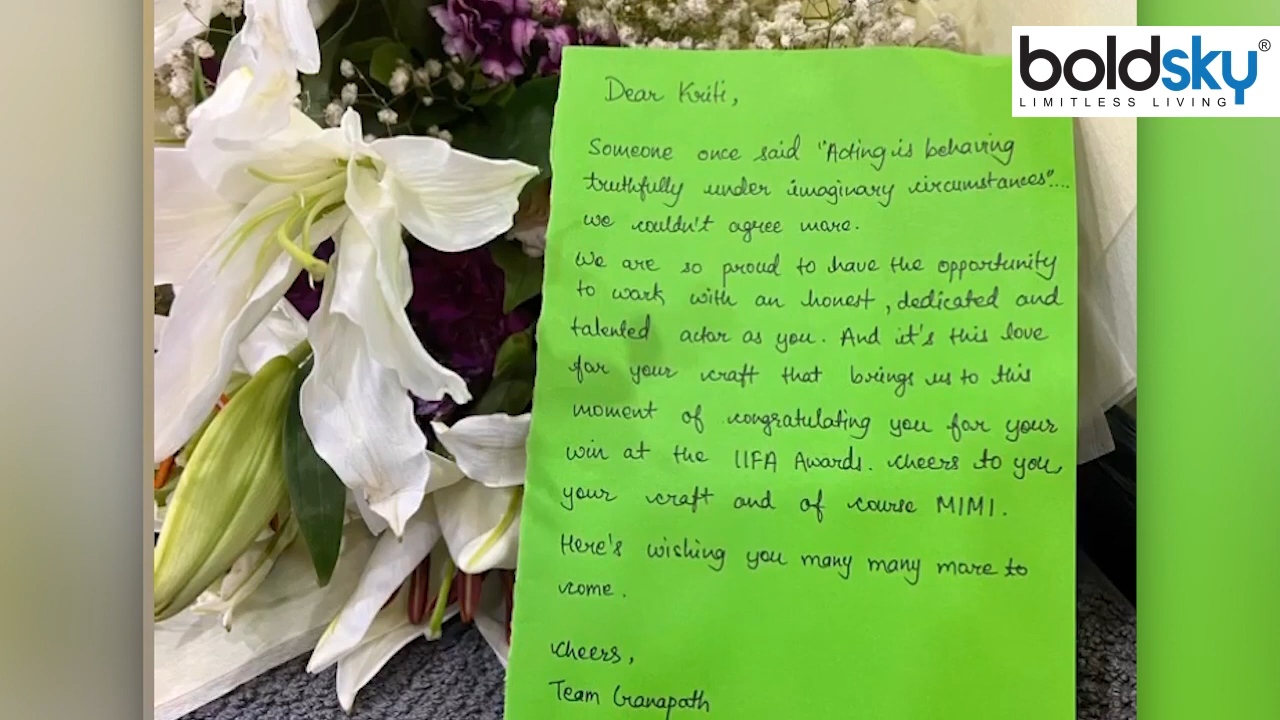 boldsky®
LIMITLESS LIVING
Dear Kriti,
Someone once said "Acting is behaving
truthfully under imaginary circumstances"....
we couldn't agree more.
We are so proud to have the opportunity
to work with an honest, dedicated and
talented actor as you. And it's this love
for your craft that brings us to this
moment of congratulating you for your
win at the IIFA Awards. cheers to you,
your craft and of course MIMI.
Here's wishing you many many more to
come.
cheers,
Team Ganapath